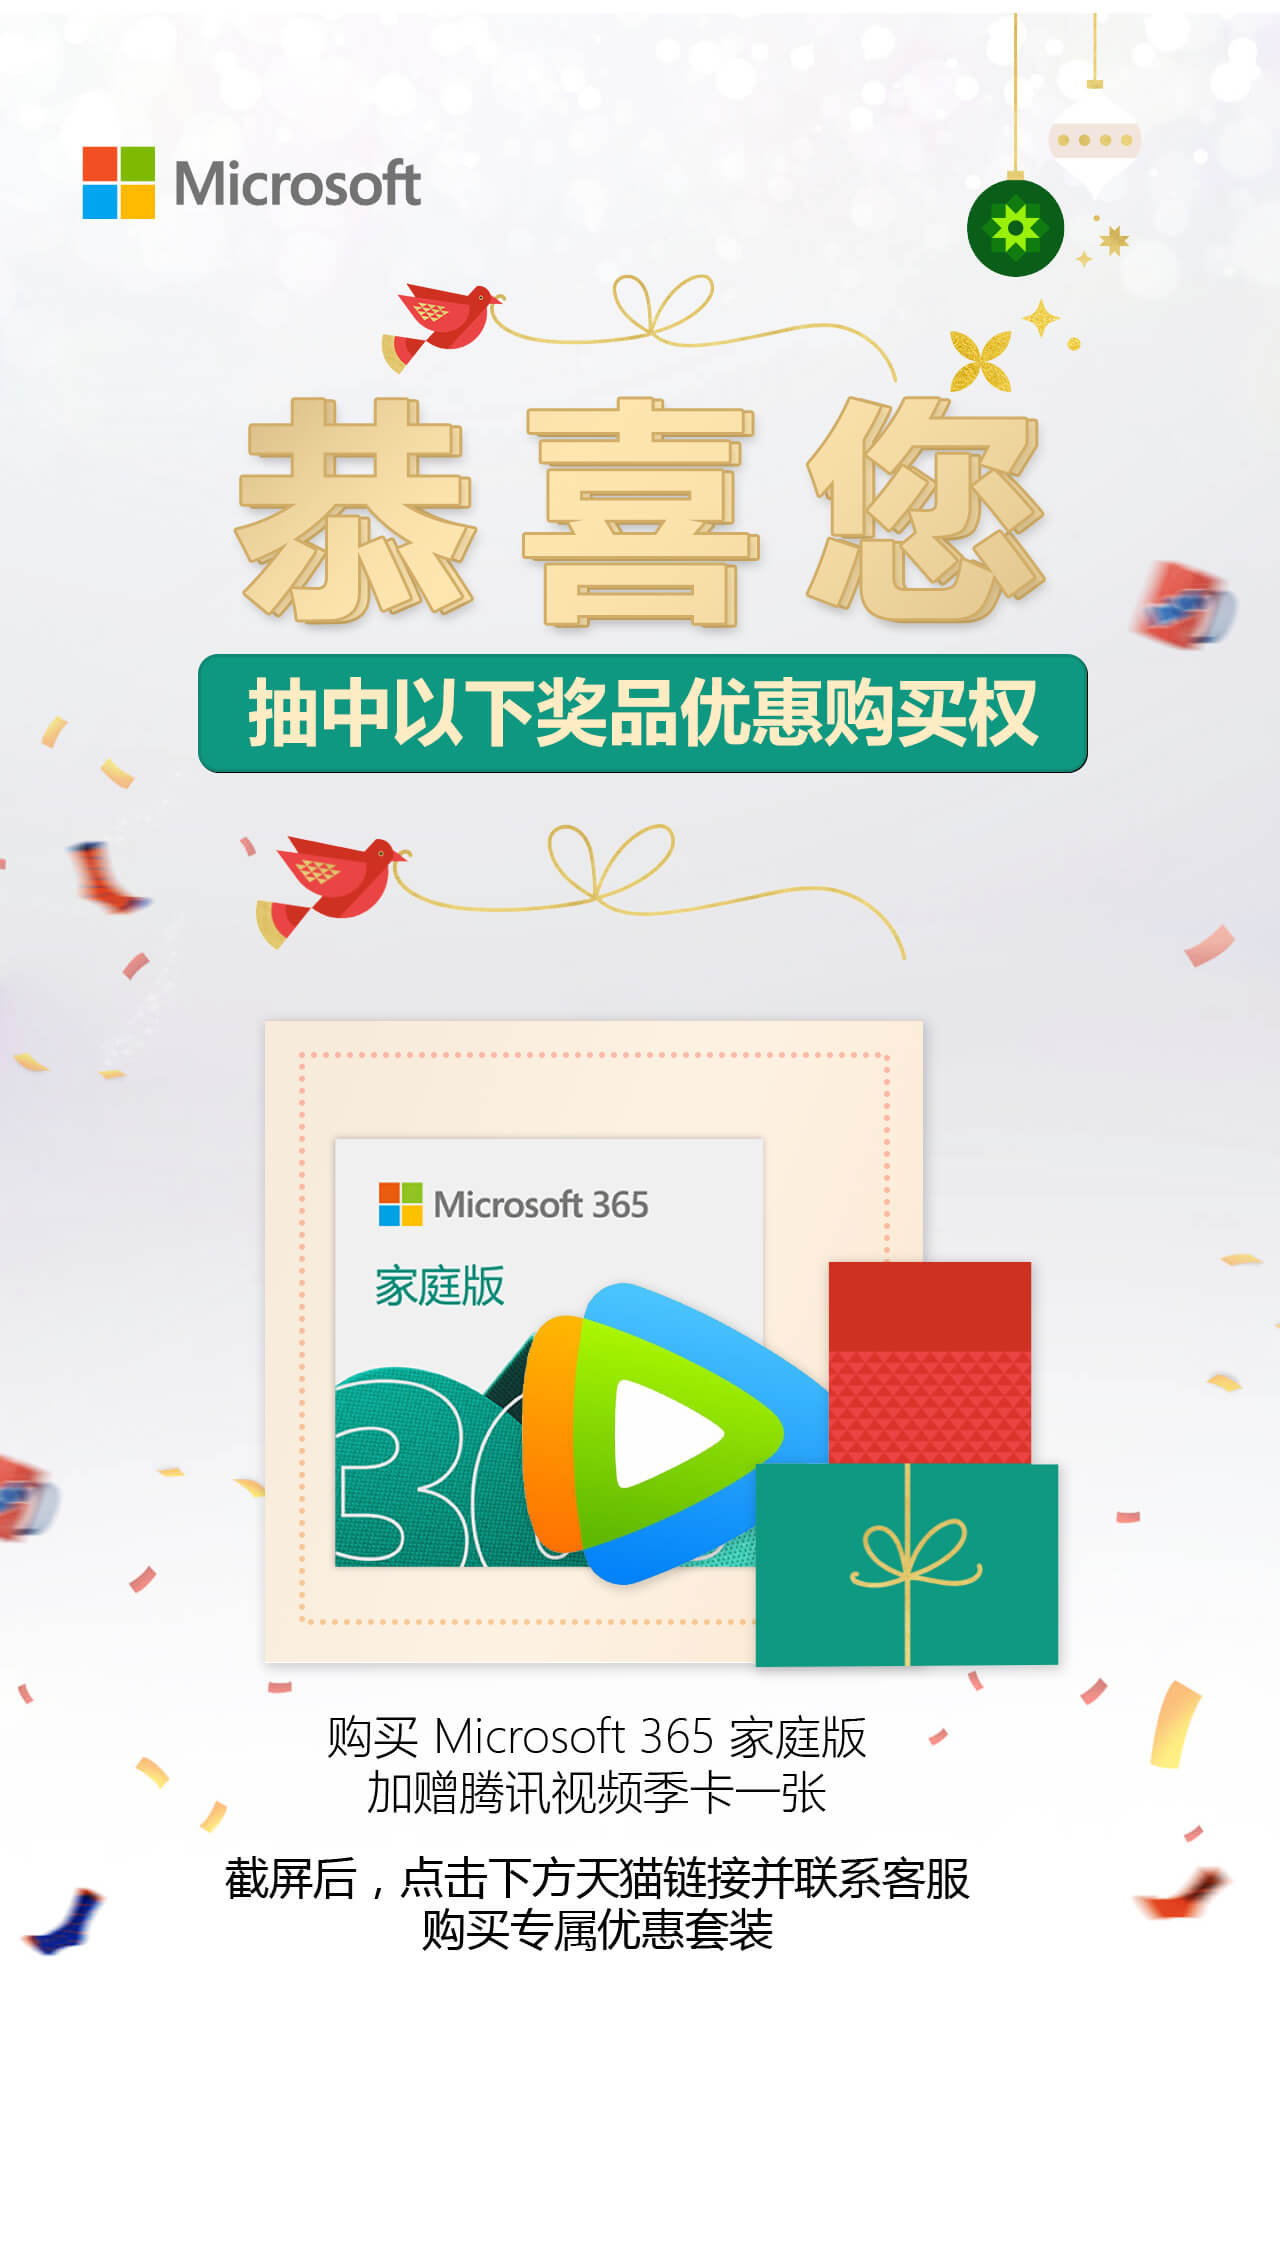 Microsoft
恭喜您
抽中以下奖品优惠购买权
Microsoft 365
家庭版
购买 Microsoft 365 家庭版
加赠腾讯视频季卡一张
截屏后，点击下方天猫链接并联系客服
购买专属优惠套装